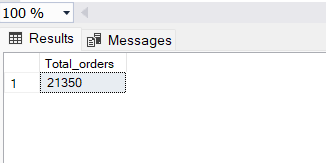 100 %
Results Messages
Total_orders
1 21350